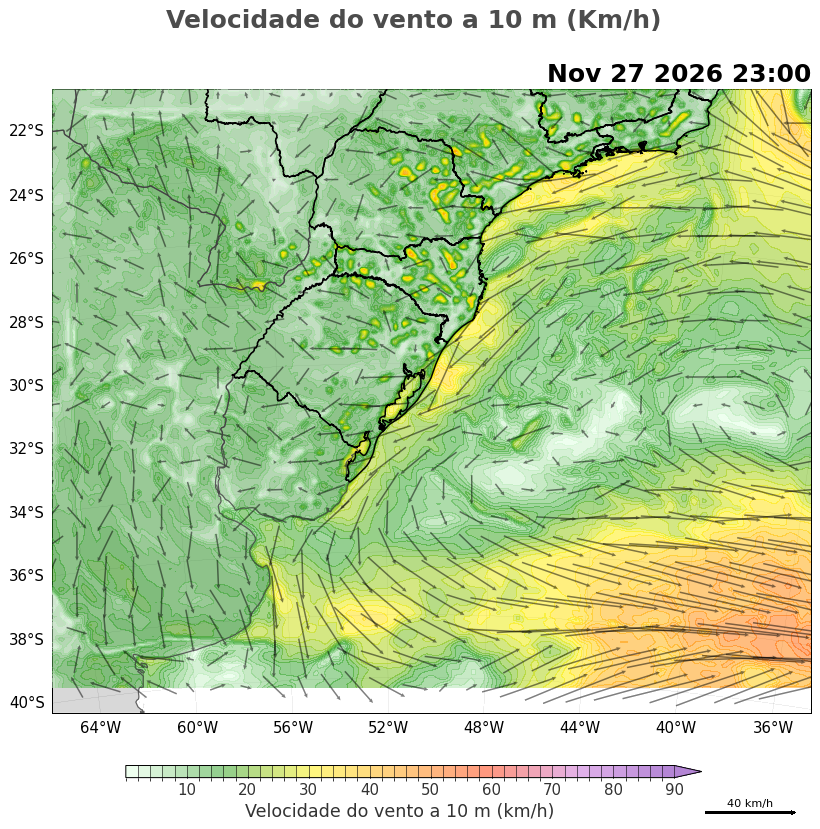 Velocidade do vento a 10 m (Km/h)
Nov 27 2026 23:00
22°S
24°S
26°S
28°S
30°S
32°S
34°S
36°S
38°S
40°S
64°W 60°W 56°W 52°W 48°W 44°W 40°W 36°W
10 20 30 40 50 60 70 80 90
Velocidade do vento a 10 m (km/h)
40 km/h